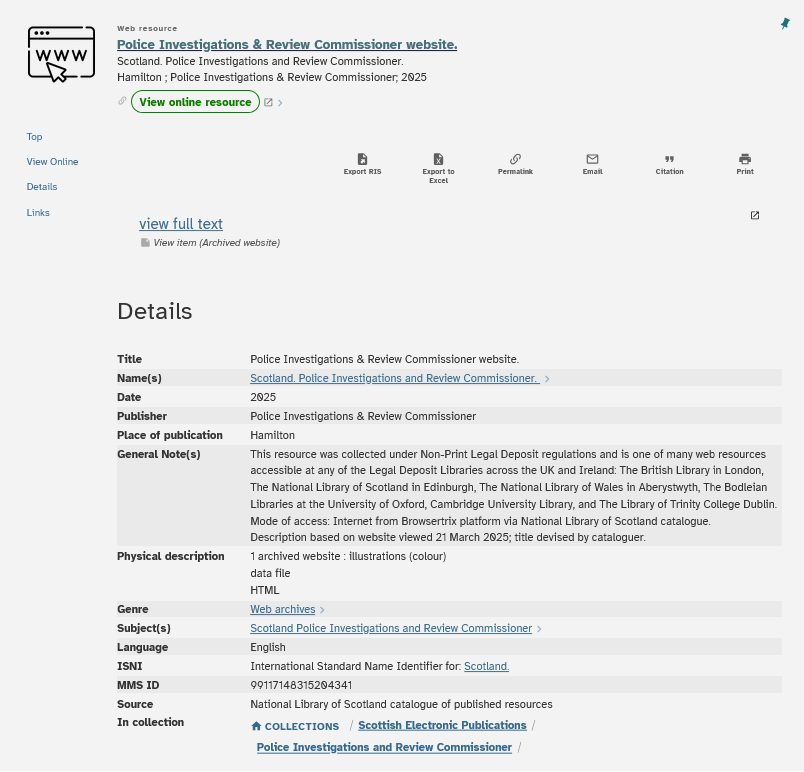 Web resource
WWW
Police Investigations & Review Commissioner website.
Scotland. Police Investigations and Review Commissioner.
Hamilton ; Police Investigations & Review Commissioner; 2025
View online resource
Top
View Online
Details
Links
Export RIS
Export to Excel
Permalink
Email
Citation
Print
view full text
View item (Archived website)
Details
Title Police Investigations & Review Commissioner website.
Name(s) Scotland. Police Investigations and Review Commissioner.
Date 2025
Publisher Police Investigations & Review Commissioner
Place of publication Hamilton
General Note(s) This resource was collected under Non-Print Legal Deposit regulations and is one of many web resources
accessible at any of the Legal Deposit Libraries across the UK and Ireland: The British Library in London,
The National Library of Scotland in Edinburgh, The National Library of Wales in Aberystwyth, The Bodleian
Libraries at the University of Oxford, Cambridge University Library, and The Library of Trinity College Dublin.
Mode of access: Internet from Browsertrix platform via National Library of Scotland catalogue.
Description based on website viewed 21 March 2025; title devised by cataloguer.
Physical description 1 archived website : illustrations (colour)
data file
HTML
Genre Web archives
Subject(s) Scotland Police Investigations and Review Commissioner
Language English
ISNI International Standard Name Identifier for: Scotland.
MMS ID 99117148315204341
Source National Library of Scotland catalogue of published resources
In collection COLLECTIONS / Scottish Electronic Publications /
Police Investigations and Review Commissioner /